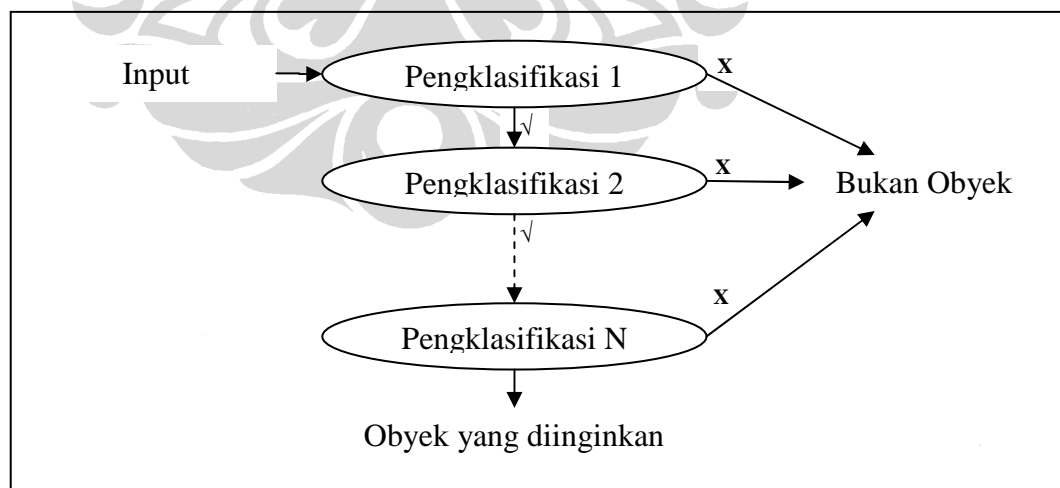 Input
Pengklasifikasi 1
X
√
Pengklasifikasi 2
X
Bukan Obyek
√
X
Pengklasifikasi N
Obyek yang diinginkan